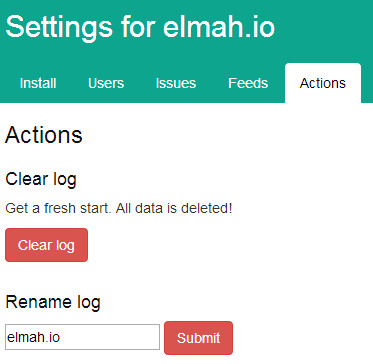 Settings for elmah.io
Install Users Issues Feeds Actions
Actions
Clear log
Get a fresh start. All data is deleted!
Clear log
Rename log
elmah.io Submit